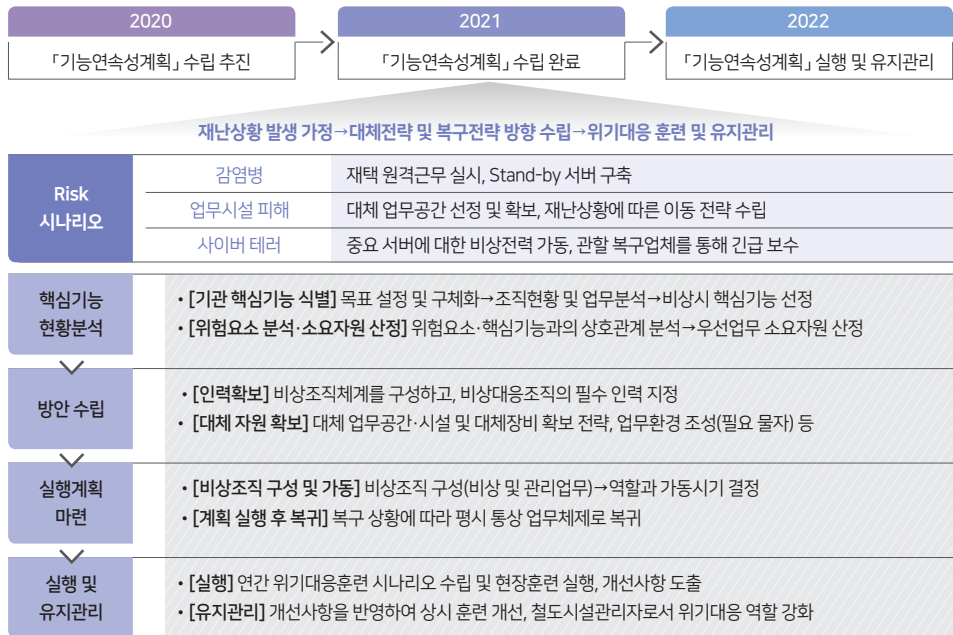 2020
「기능연속성계획」 수립 추진
2021
「기능연속성계획」 수립 완료
2022
「기능연속성계획」 실행 및 유지관리
재난상황 발생 가정→대체전략 및 복구전략 방향 수립→위기대응 훈련 및 유지관리
Risk
시나리오
감염병
재택 원격근무 실시, Stand-by 서버 구축
업무시설 피해
대체 업무공간 선정 및 확보, 재난상황에 따른 이동 전략 수립
사이버 테러
중요 서버에 대한 비상전력 가동, 관할 복구업체를 통해 긴급 보수
핵심기능
현황분석
• [기관 핵심기능 식별] 목표 설정 및 구체화→조직현황 및 업무분석→비상시 핵심기능 선정
• [위험요소 분석·소요자원 산정] 위험요소·핵심기능과의 상호관계 분석→우선업무 소요자원 산정
방안 수립
• [인력확보] 비상조직체계를 구성하고, 비상대응조직의 필수 인력 지정
• [대체 자원 확보] 대체 업무공간·시설 및 대체장비 확보 전략, 업무환경 조성(필요 물자) 등
실행계획
마련
• [비상조직 구성 및 가동] 비상조직 구성(비상 및 관리업무)→역할과 가동시기 결정
• [계획 실행 후 복귀] 복구 상황에 따라 평시 통상 업무체제로 복귀
실행 및
유지관리
• [실행] 연간 위기대응훈련 시나리오 수립 및 현장훈련 실행, 개선사항 도출
• [유지관리] 개선사항을 반영하여 상시 훈련 개선, 철도시설관리자로서 위기대응 역할 강화